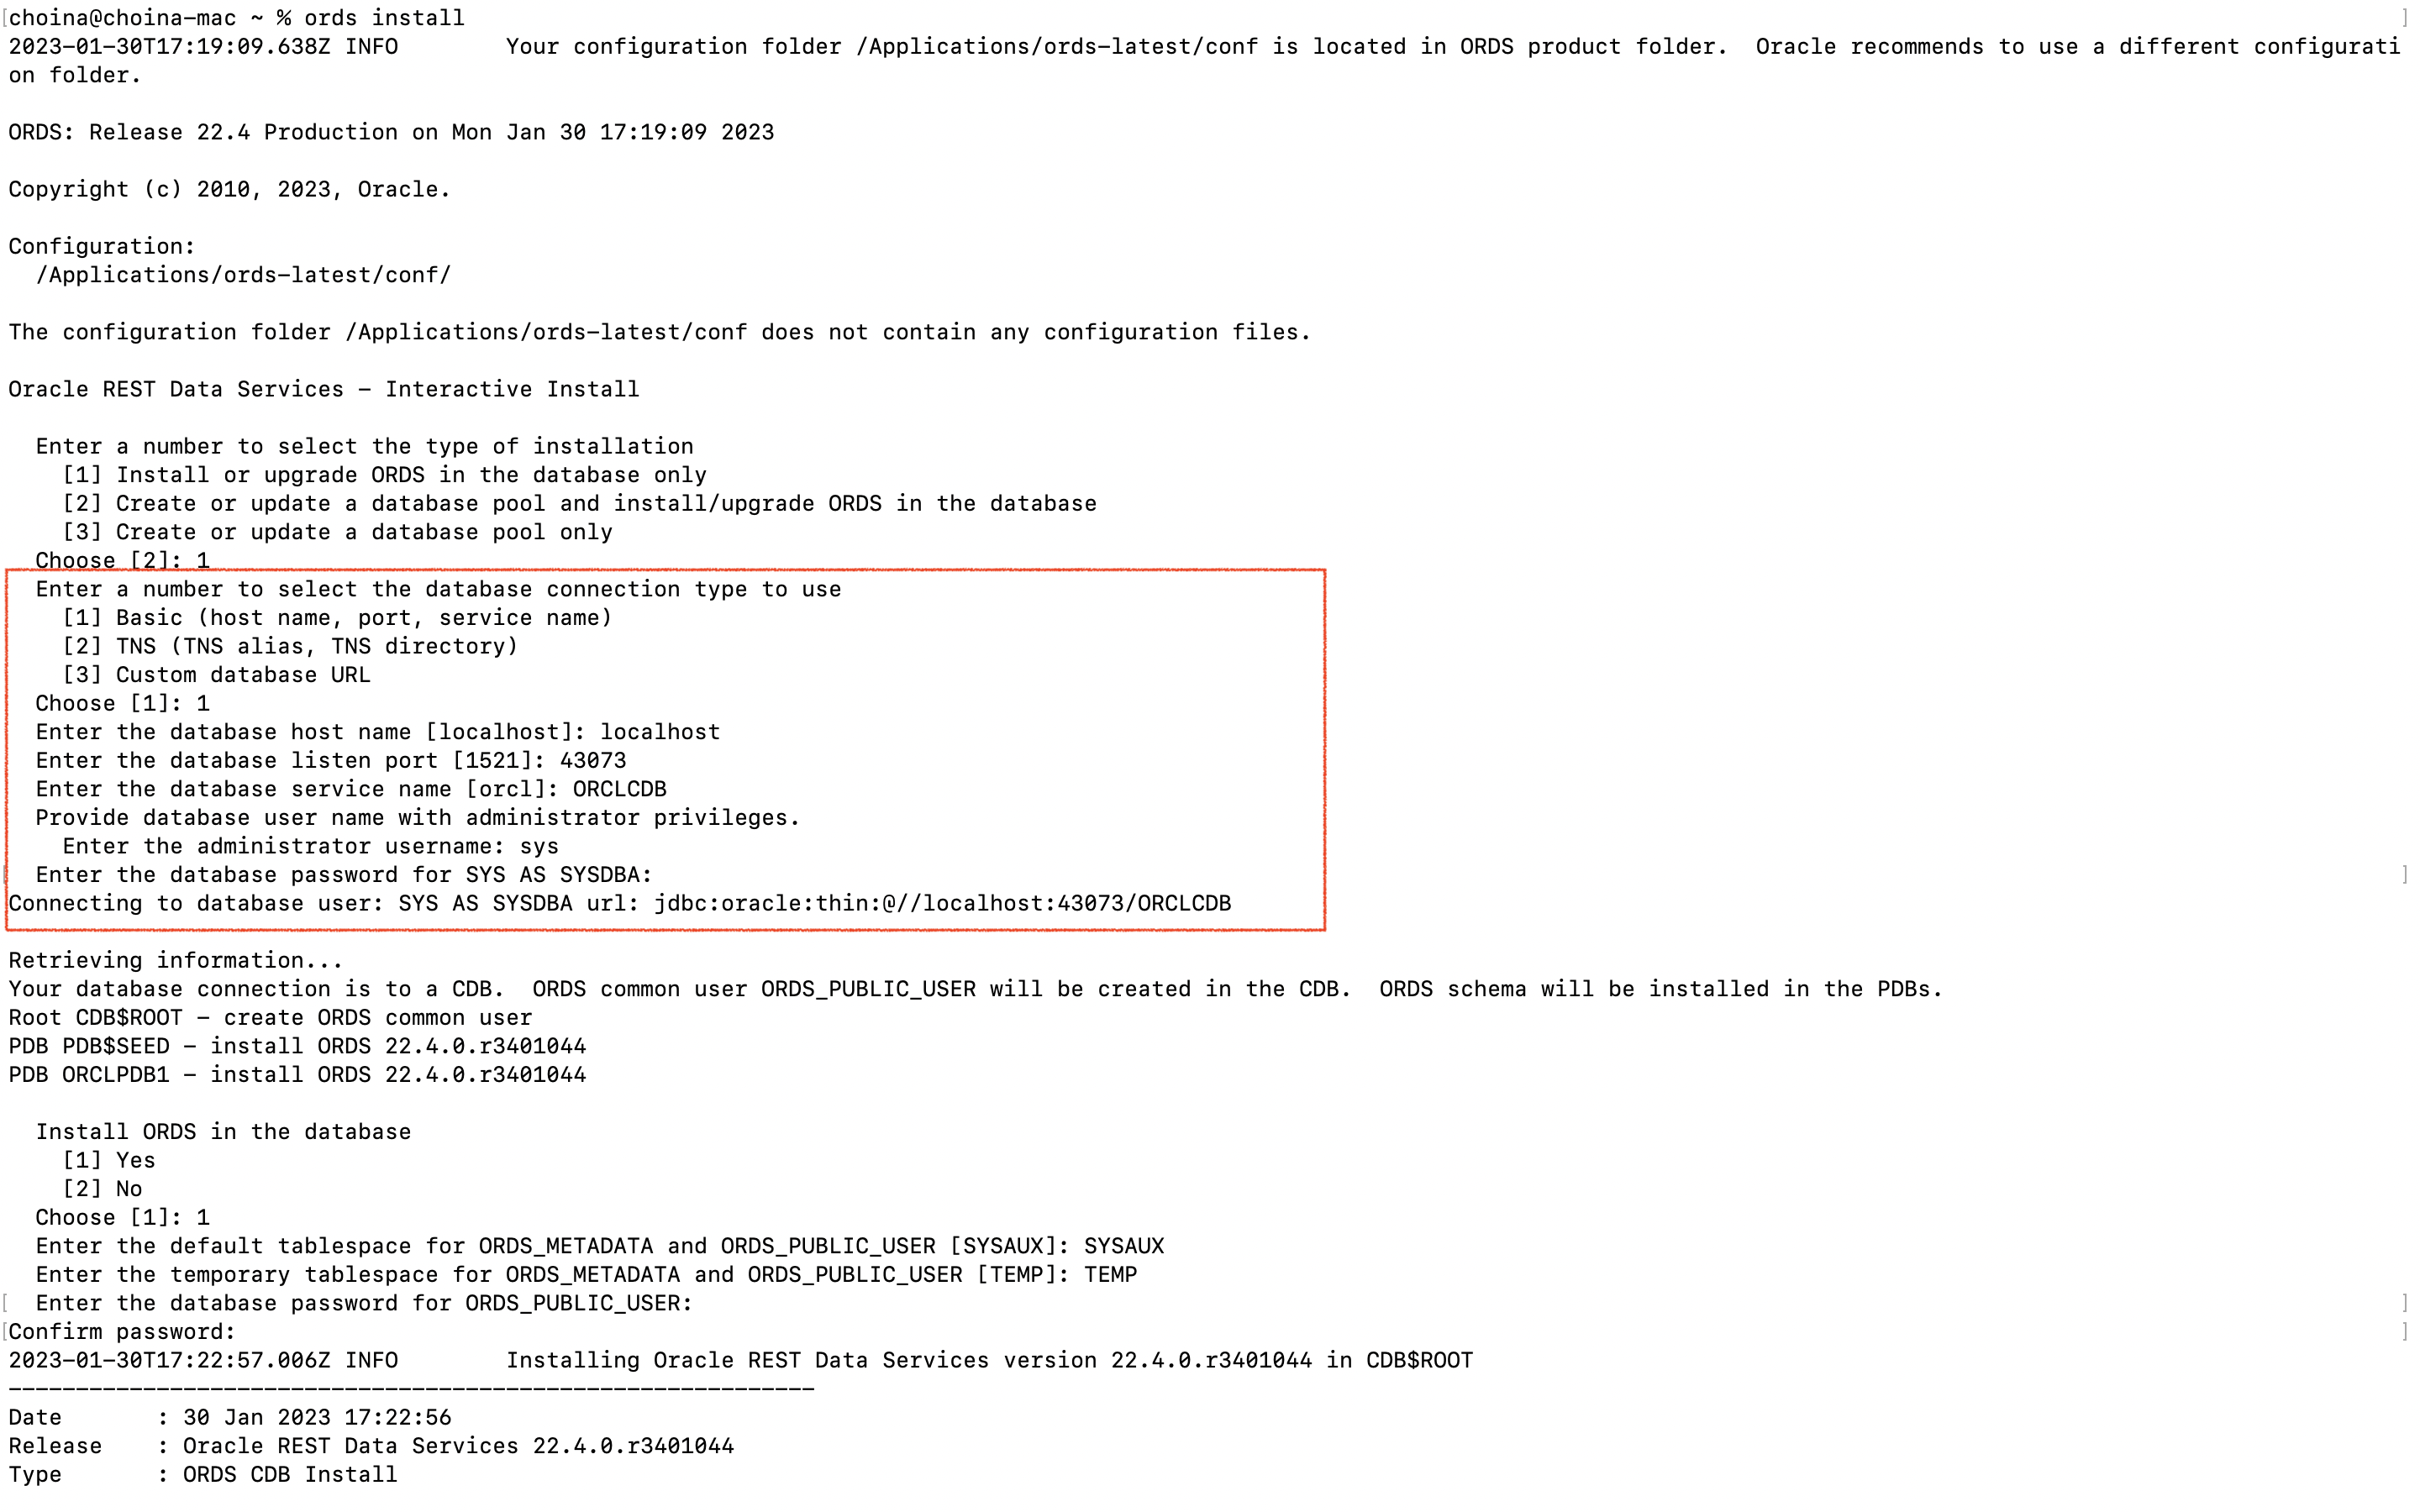 [choina@choina-mac ~ % ords install ]
2023-01-30T17:19:09.638Z INFO        Your configuration folder /Applications/ords-latest/conf is located in ORDS product folder.  Oracle recommends to use a different configurati
on folder.

ORDS: Release 22.4 Production on Mon Jan 30 17:19:09 2023

Copyright (c) 2010, 2023, Oracle.

Configuration:
  /Applications/ords-latest/conf/

The configuration folder /Applications/ords-latest/conf does not contain any configuration files.

Oracle REST Data Services - Interactive Install

  Enter a number to select the type of installation
    [1] Install or upgrade ORDS in the database only
    [2] Create or update a database pool and install/upgrade ORDS in the database
    [3] Create or update a database pool only
  Choose [2]: 1
  Enter a number to select the database connection type to use
    [1] Basic (host name, port, service name)
    [2] TNS (TNS alias, TNS directory)
    [3] Custom database URL
  Choose [1]: 1
  Enter the database host name [localhost]: localhost
  Enter the database listen port [1521]: 43073
  Enter the database service name [orcl]: ORCLCDB
  Provide database user name with administrator privileges.
    Enter the administrator username: sys
[  Enter the database password for SYS AS SYSDBA: ]
Connecting to database user: SYS AS SYSDBA url: jdbc:oracle:thin:@//localhost:43073/ORCLCDB

Retrieving information...
Your database connection is to a CDB.  ORDS common user ORDS_PUBLIC_USER will be created in the CDB.  ORDS schema will be installed in the PDBs.
Root CDB$ROOT - create ORDS common user
PDB PDB$SEED - install ORDS 22.4.0.r3401044
PDB ORCLPDB1 - install ORDS 22.4.0.r3401044

  Install ORDS in the database
    [1] Yes
    [2] No
  Choose [1]: 1
  Enter the default tablespace for ORDS_METADATA and ORDS_PUBLIC_USER [SYSAUX]: SYSAUX
  Enter the temporary tablespace for ORDS_METADATA and ORDS_PUBLIC_USER [TEMP]: TEMP
[  Enter the database password for ORDS_PUBLIC_USER: ]
[Confirm password: ]
2023-01-30T17:22:57.006Z INFO        Installing Oracle REST Data Services version 22.4.0.r3401044 in CDB$ROOT
------------------------------------------------------------
Date       : 30 Jan 2023 17:22:56
Release    : Oracle REST Data Services 22.4.0.r3401044
Type       : ORDS CDB Install